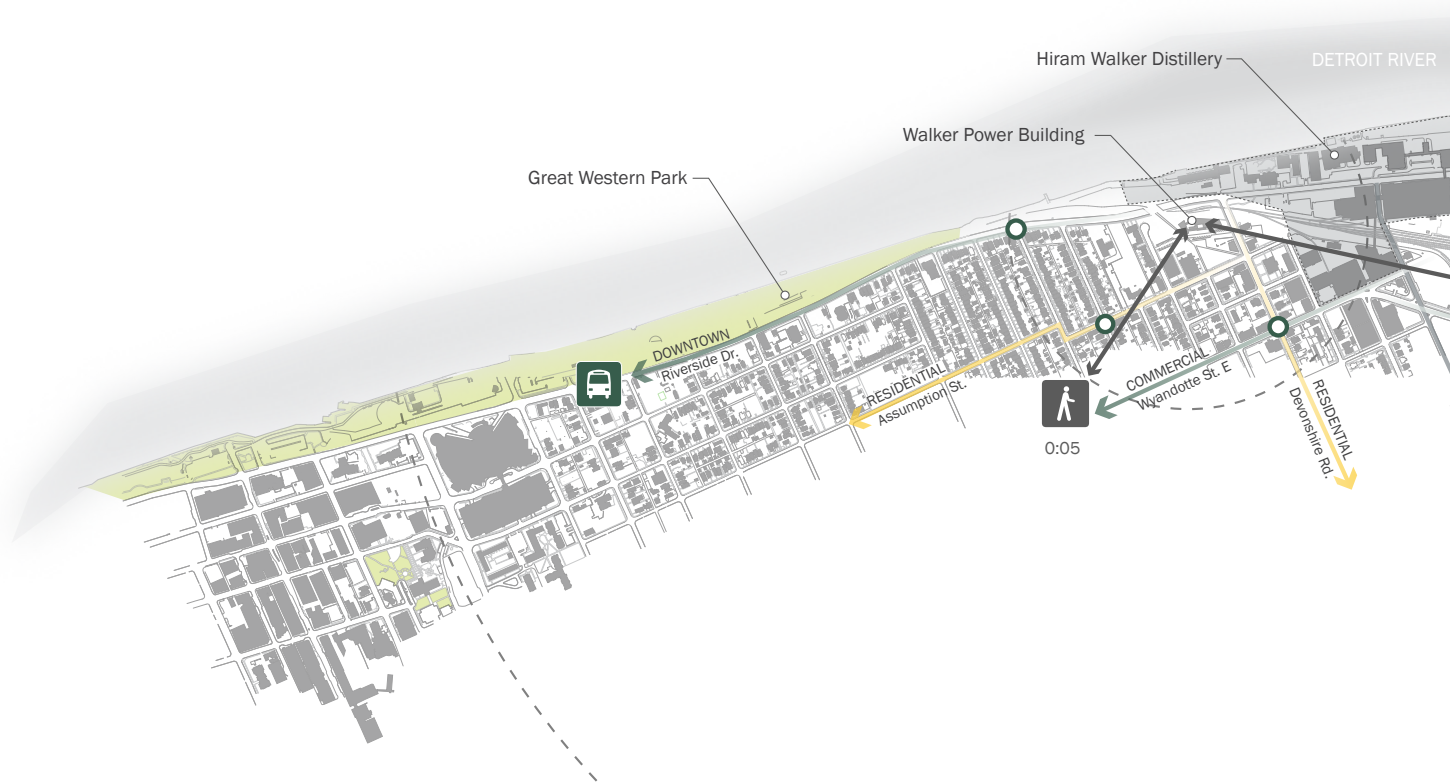 Hiram Walker Distillery
DETROIT RIVER
Walker Power Building
Great Western Park
DOWNTOWN
Riverside Dr.
RESIDENTIAL
Assumption St.
COMMERCIAL
Wyandotte St. E
RESIDENTIAL
Devonshire Rd.
0:05